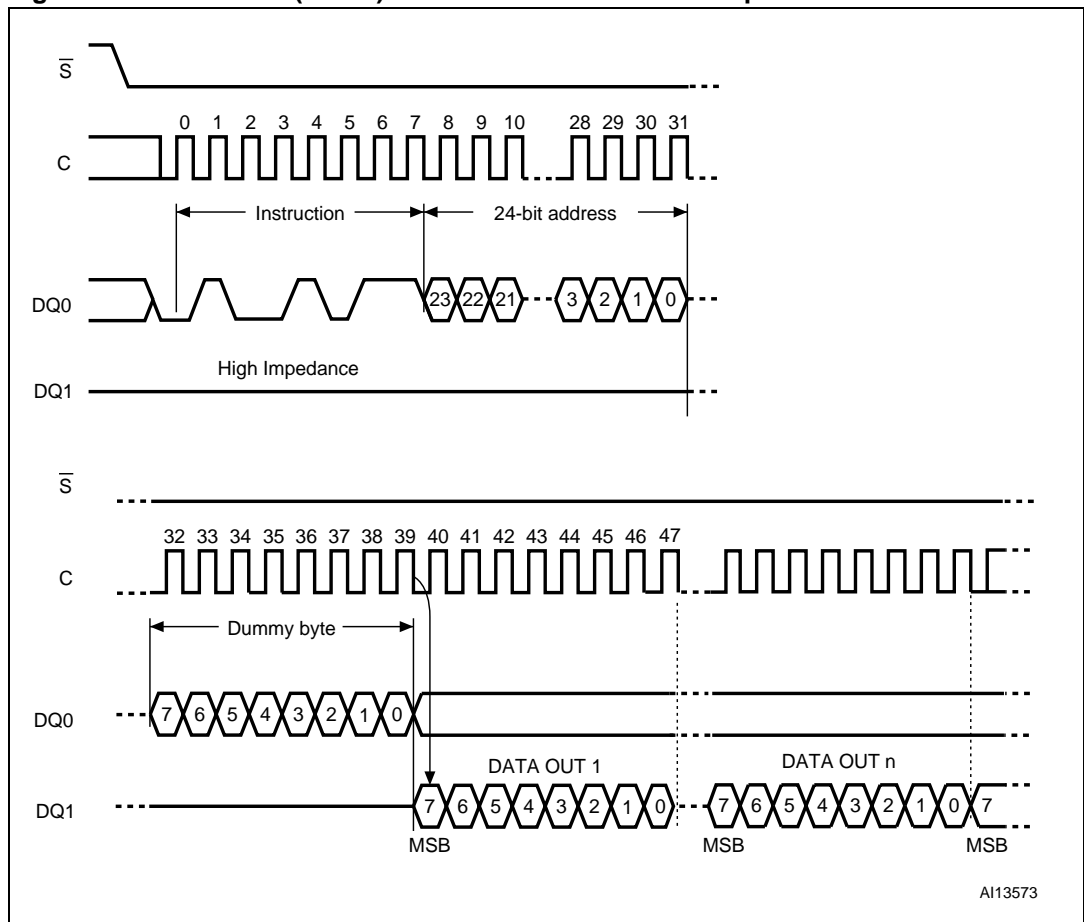 S
0 1 2 3 4 5 6 7 8 9 10 28 29 30 31
C
Instruction 24-bit address
DQ0 23 22 21 3 2 1 0
High Impedance
DQ1
S
32 33 34 35 36 37 38 39 40 41 42 43 44 45 46 47
C
Dummy byte
DQ0 7 6 5 4 3 2 1 0
DATA OUT 1 DATA OUT n
DQ1 7 6 5 4 3 2 1 0 7 6 5 4 3 2 1 0 7
MSB MSB MSB
AI13573